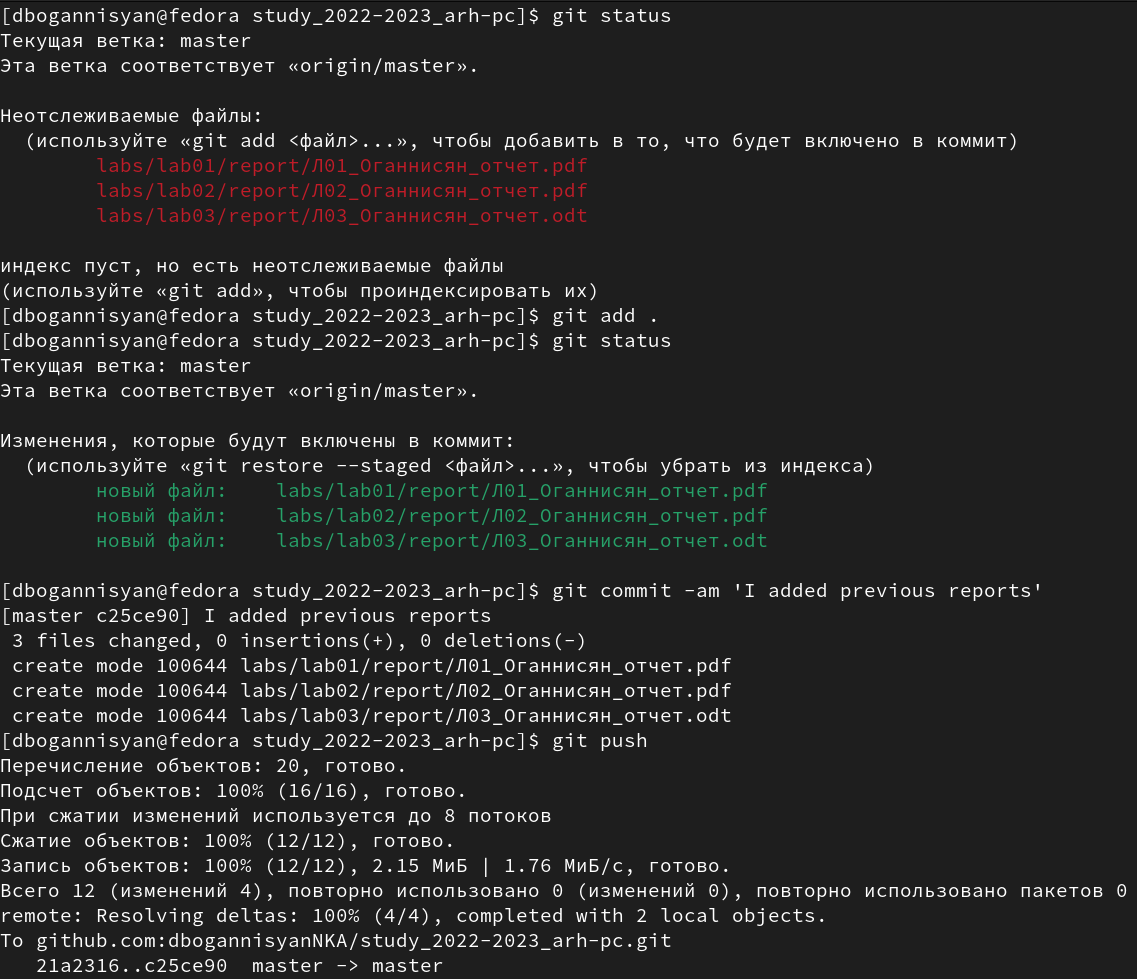 [dbogannisyan@fedora study_2022-2023_arh-pc]$ git status
Текущая ветка: master
Эта ветка соответствует «origin/master».
Неотслеживаемые файлы:
(используйте «git add <файл>...», чтобы добавить в то, что будет включено в коммит)
labs/lab01/report/Л01_Оганнисян_отчет.pdf
labs/lab02/report/Л02_Оганнисян_отчет.pdf
labs/lab03/report/Л03_Оганнисян_отчет.odt
индекс пуст, но есть неотслеживаемые файлы
(используйте «git add», чтобы проиндексировать их)
[dbogannisyan@fedora study_2022-2023_arh-pc]$ git add .
[dbogannisyan@fedora study_2022-2023_arh-pc]$ git status
Текущая ветка: master
Эта ветка соответствует «origin/master».
Изменения, которые будут включены в коммит:
(используйте «git restore --staged <файл>...», чтобы убрать из индекса)
новый файл:    labs/lab01/report/Л01_Оганнисян_отчет.pdf
новый файл:    labs/lab02/report/Л02_Оганнисян_отчет.pdf
новый файл:    labs/lab03/report/Л03_Оганнисян_отчет.odt
[dbogannisyan@fedora study_2022-2023_arh-pc]$ git commit -am 'I added previous reports'
[master c25ce90] I added previous reports
3 files changed, 0 insertions(+), 0 deletions(-)
create mode 100644 labs/lab01/report/Л01_Оганнисян_отчет.pdf
create mode 100644 labs/lab02/report/Л02_Оганнисян_отчет.pdf
create mode 100644 labs/lab03/report/Л03_Оганнисян_отчет.odt
[dbogannisyan@fedora study_2022-2023_arh-pc]$ git push
Перечисление объектов: 20, готово.
Подсчет объектов: 100% (16/16), готово.
При сжатии изменений используется до 8 потоков
Сжатие объектов: 100% (12/12), готово.
Запись объектов: 100% (12/12), 2.15 МиБ | 1.76 МиБ/с, готово.
Всего 12 (изменений 4), повторно использовано 0 (изменений 0), повторно использовано пакетов 0
remote: Resolving deltas: 100% (4/4), completed with 2 local objects.
To github.com:dbogannisyanNKA/study_2022-2023_arh-pc.git
21a2316..c25ce90  master -> master